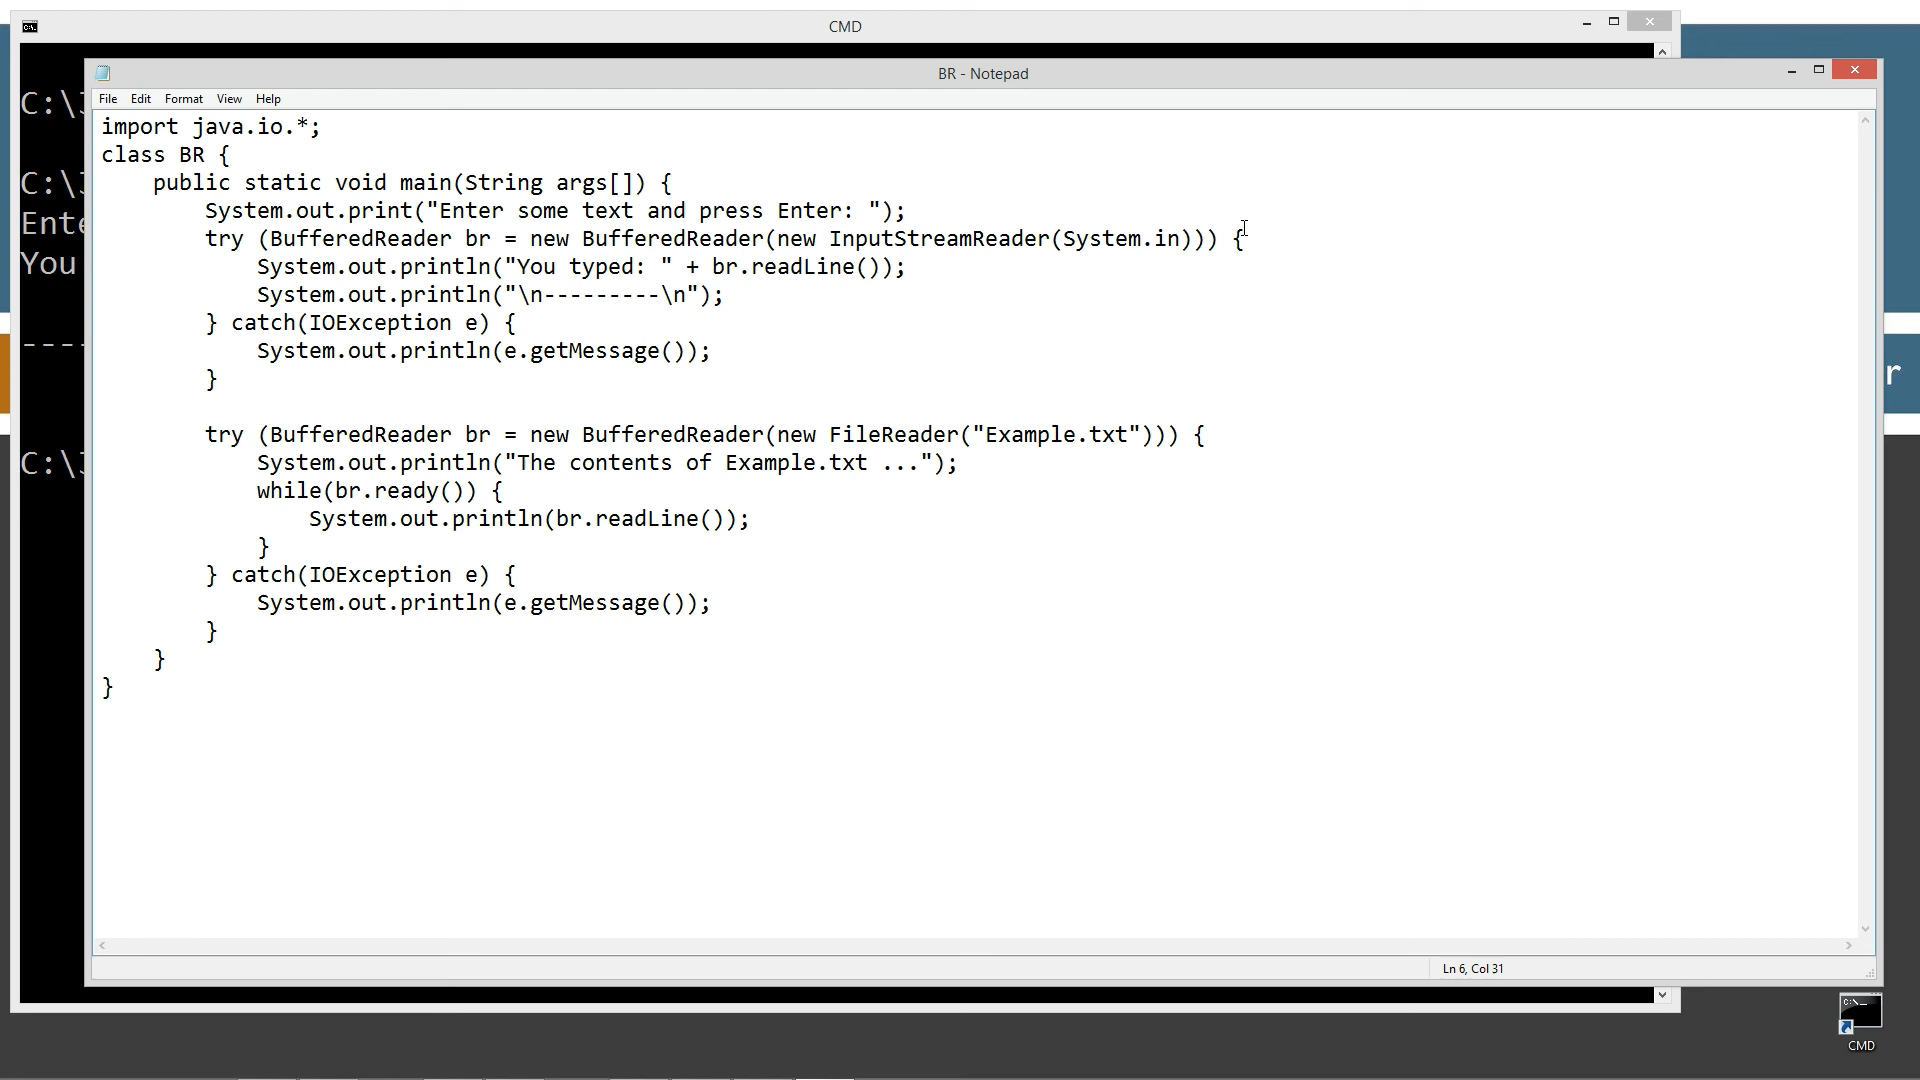 CMD
C:\
BR - Notepad
File Edit Format View Help
import java.io.*;
class BR {
public static void main(String args[]) {
System.out.print("Enter some text and press Enter: ");
try (BufferedReader br = new BufferedReader(new InputStreamReader(System.in))) {
System.out.println("You typed: " + br.readLine());
System.out.println("\n---------\n");
} catch(IOException e) {
System.out.println(e.getMessage());
}
try (BufferedReader br = new BufferedReader(new FileReader("Example.txt"))) {
System.out.println("The contents of Example.txt ...");
while(br.ready()) {
System.out.println(br.readLine());
}
} catch(IOException e) {
System.out.println(e.getMessage());
}
}
}
C:\
Ente
You
----
C:\
r
Ln 6, Col 31
CMD